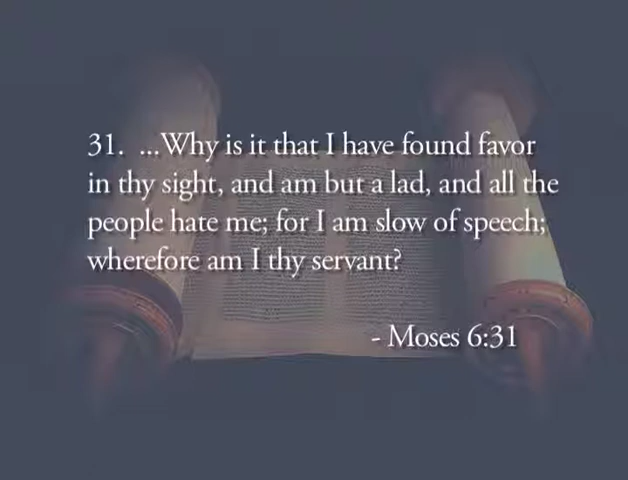 31. ...Why is it that I have found favor
in thy sight, and am but a lad, and all the
people hate me; for I am slow of speech;
wherefore am I thy servant?
- Moses 6:31